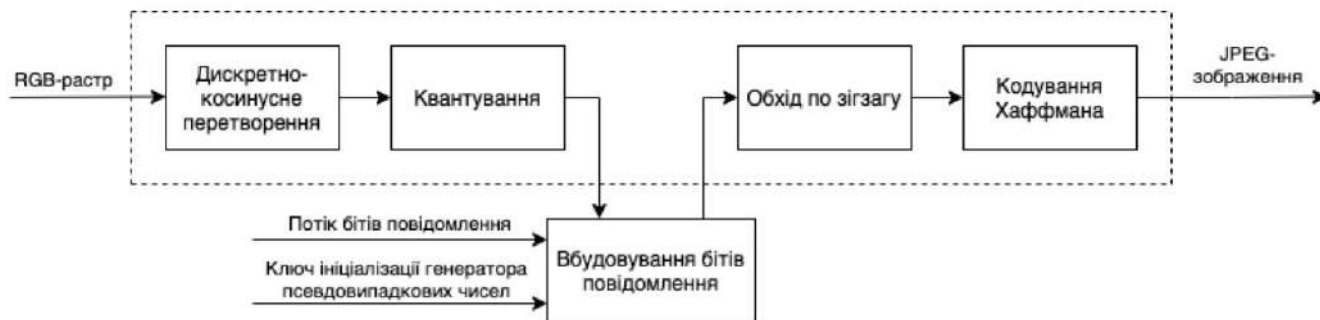 RGB-растр
Дискретно-
косинусне
перетворення
Квантування
Обхід по зігзагу
Кодування
Хаффмана
JPEG-
зображення
Потік бітів повідомлення
Ключ ініціалізації генератора
псевдовипадкових чисел
Вбудовування бітів
повідомлення